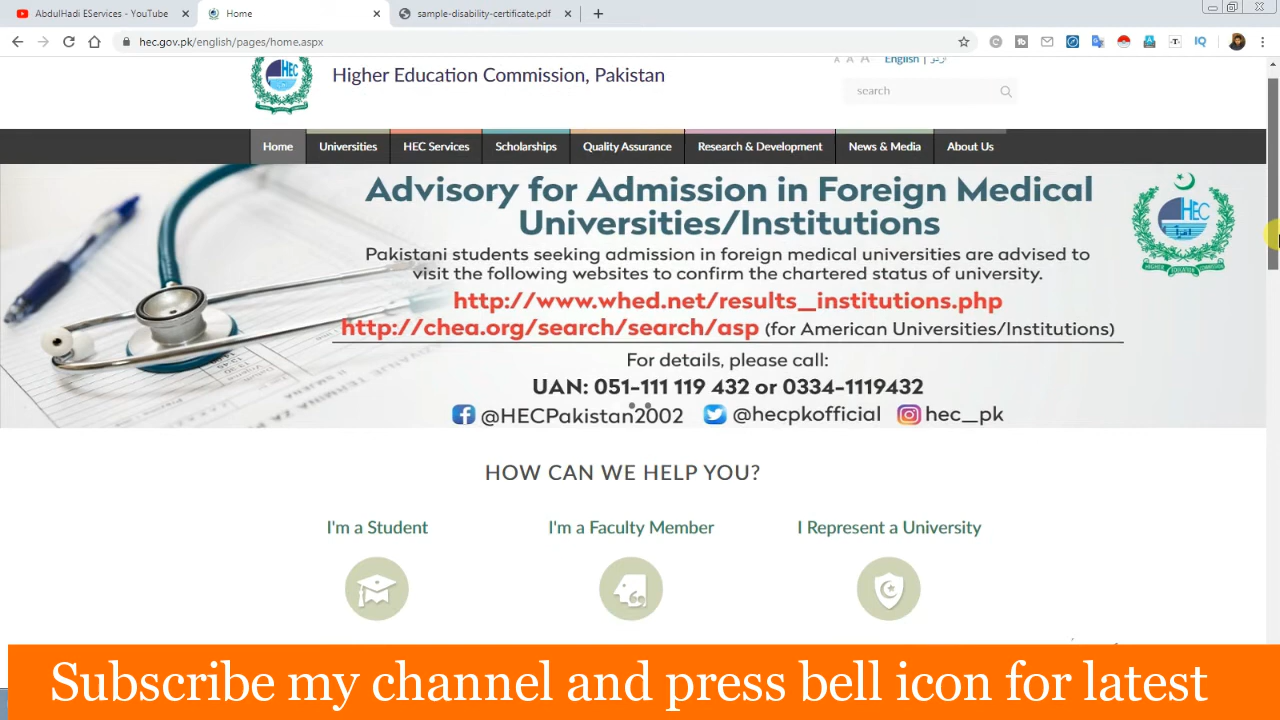 AbdulHadi EServices - YouTube
Home
sample-disability-certificate.pdf
hec.gov.pk/english/pages/home.aspx
IQ
A A A English | اردو
HEC
Higher Education Commission, Pakistan
search
Home Universities HEC Services Scholarships Quality Assurance Research & Development News & Media About Us
Advisory for Admission in Foreign Medical
Universities/Institutions
Pakistani students seeking admission in foreign medical universities are advised to
visit the following websites to confirm the chartered status of university.
http://www.whed.net/results_institutions.php
http://chea.org/search/search/asp (for American Universities/Institutions)
For details, please call:
UAN: 051-111 119 432 or 0334-1119432
@HECPakistan2002 @hecpkofficial hec_pk
HEC
HOW CAN WE HELP YOU?
I'm a Student I'm a Faculty Member I Represent a University
Subscribe my channel and press bell icon for latest